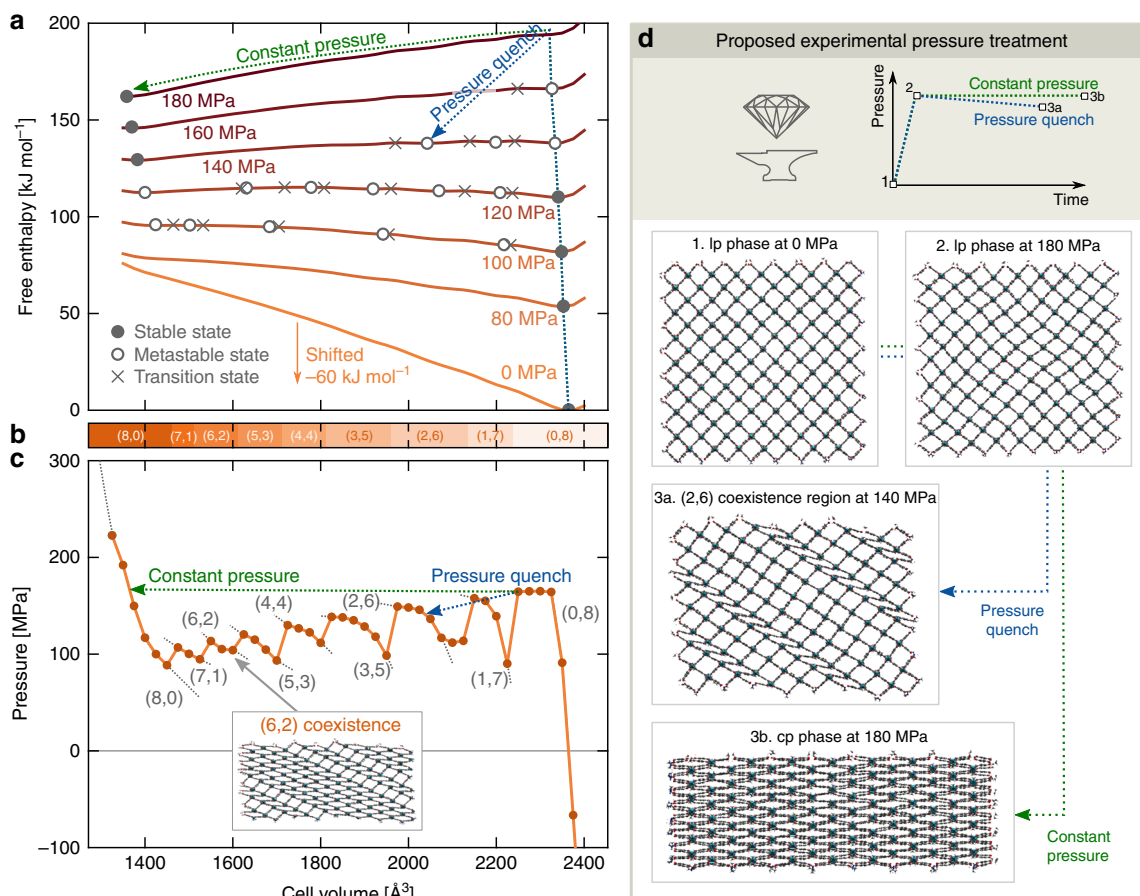 a
200
150
100
50
0
Free enthalpy [kJ mol⁻¹]
Constant pressure
Pressure quench
180 MPa
160 MPa
140 MPa
120 MPa
100 MPa
80 MPa
0 MPa
Stable state
Metastable state
Transition state
Shifted
–60 kJ mol⁻¹
b
(8,0) (7,1) (6,2) (5,3) (4,4) (3,5) (2,6) (1,7) (0,8)
c
300
200
100
0
–100
Pressure [MPa]
Constant pressure
Pressure quench
(6,2)
(4,4)
(2,6)
(0,8)
(8,0)
(7,1)
(5,3)
(3,5)
(1,7)
(6,2) coexistence
1400 1600 1800 2000 2200 2400
Cell volume [Å³]
d
Proposed experimental pressure treatment
Pressure
Time
1
2
Constant pressure
3b
3a
Pressure quench
1. lp phase at 0 MPa
2. lp phase at 180 MPa
3a. (2,6) coexistence region at 140 MPa
Pressure
quench
3b. cp phase at 180 MPa
Constant
pressure